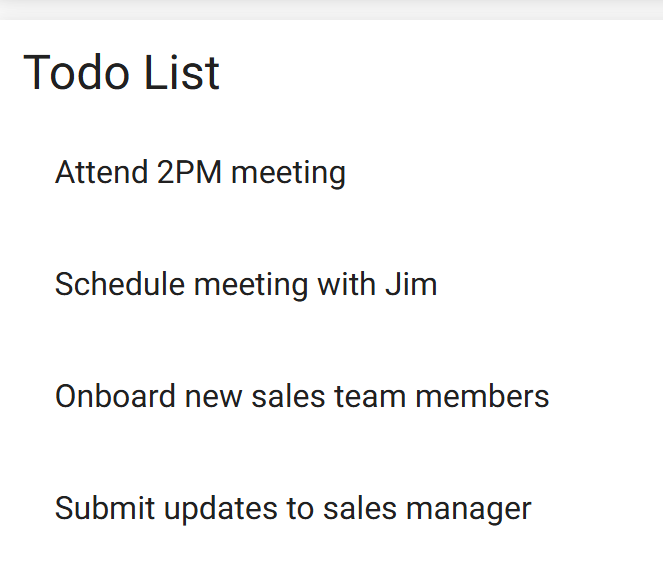 Todo List
Attend 2PM meeting
Schedule meeting with Jim
Onboard new sales team members
Submit updates to sales manager